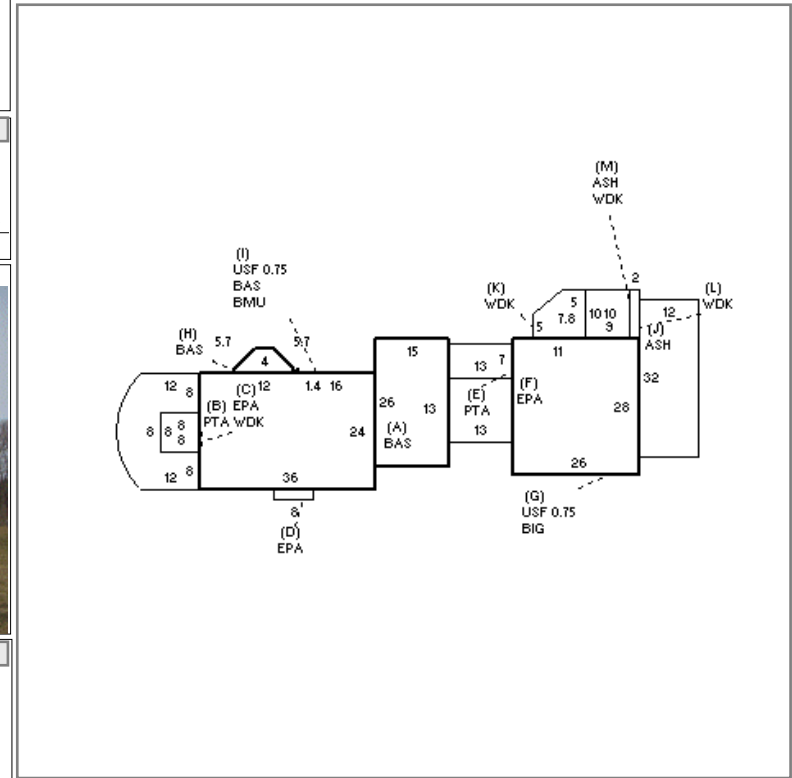 (M)
ASH
WDK
(I)
USF 0.75
BAS
BMU
2
(K)
WDK
(L)
WDK
5
7.8
10 10
9
12
5
(J)
ASH
(H)
BAS
5.7
5.7
4
15
13
7
11
12
8
(C)
EPA
WDK
12
1.4
16
(B)
PTA
26
13
(A)
BAS
(E)
PTA
(F)
EPA
32
28
8
8
8
8
24
13
12
8
36
26
8
(D)
EPA
(G)
USF 0.75
BIG